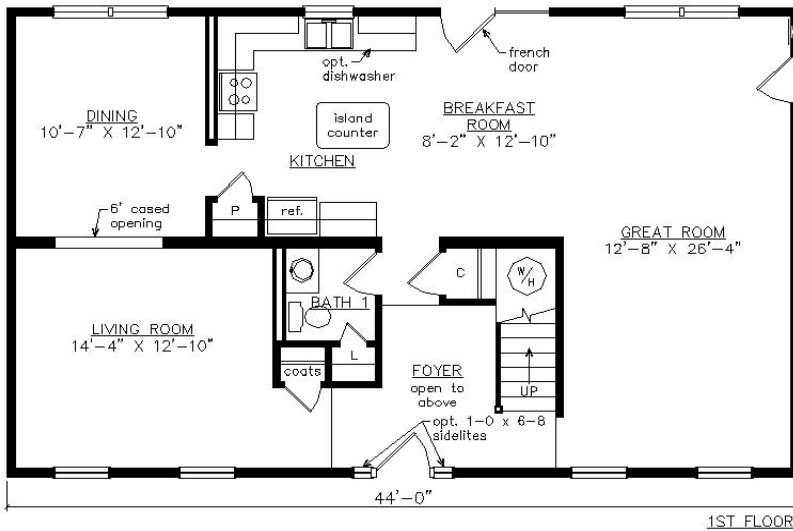 opt.
dishwasher
french
door
DINING
10'-7" X 12'-10"
island
counter
BREAKFAST
ROOM
8'-2" X 12'-10"
KITCHEN
6' cased
opening
P
ref.
GREAT ROOM
12'-8" X 26'-4"
C
W/H
BATH 1
LIVING ROOM
14'-4" X 12'-10"
coats
L
FOYER
open to
above
UP
opt. 1-0 x 6-8
sidelites
44'-0"
1ST FLOOR